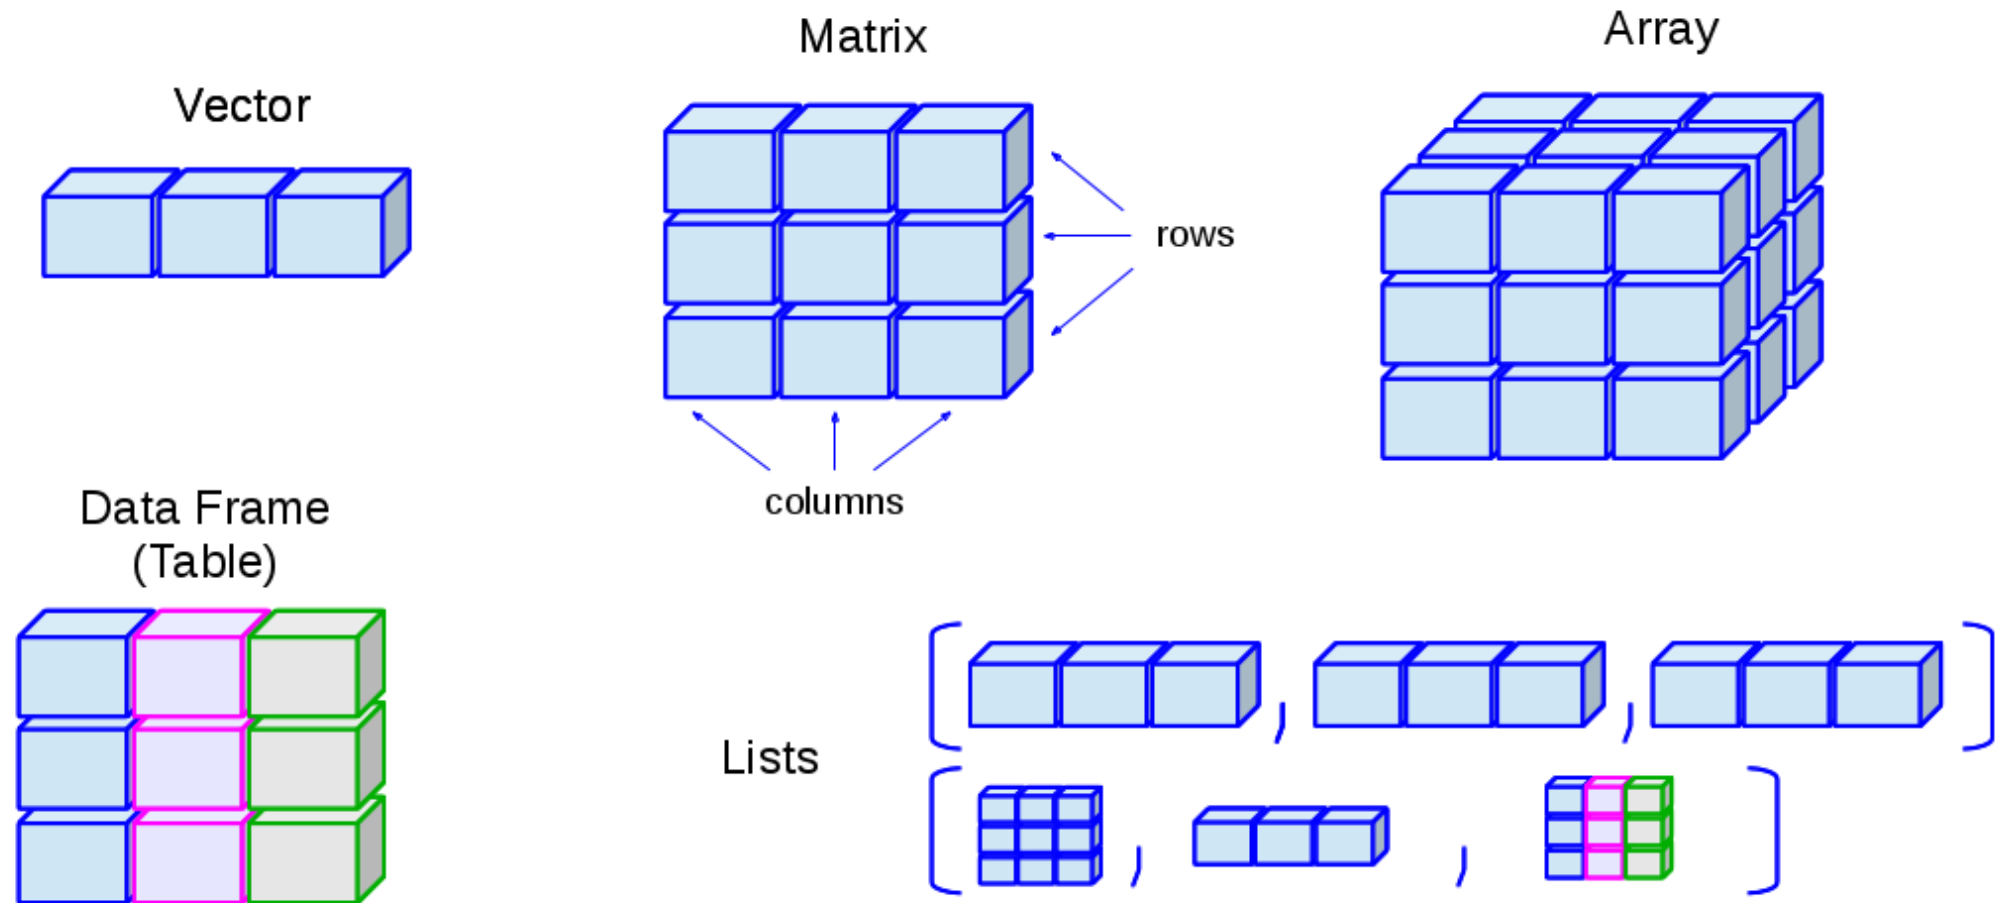 Vector
Matrix
Array
rows
columns
Data Frame
(Table)
Lists
,
,
,
,